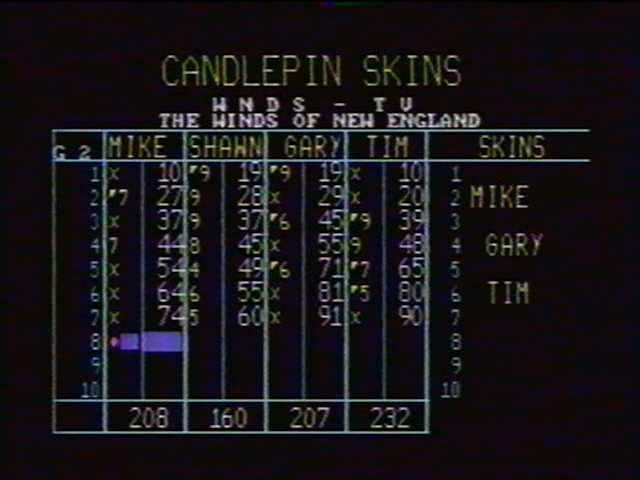 CANDLEPIN SKINS
WNDS - TV
THE WINDS OF NEW ENGLAND
G 2 MIKE SHAWN GARY TIM SKINS
1 x 10 ◤9 19 ◤9 19 x 10 1
2 ◤7 27 9 28 x 29 x 20 2 MIKE
3 x 37 9 37 ◤6 45 ◤9 39 3
4 7 44 8 45 x 55 9 48 4 GARY
5 x 54 4 49 ◤6 71 ◤7 65 5
6 x 64 6 55 x 81 ◤5 80 6 TIM
7 x 74 5 60 x 91 x 90 7
8 8
9 9
10 10
208 160 207 232